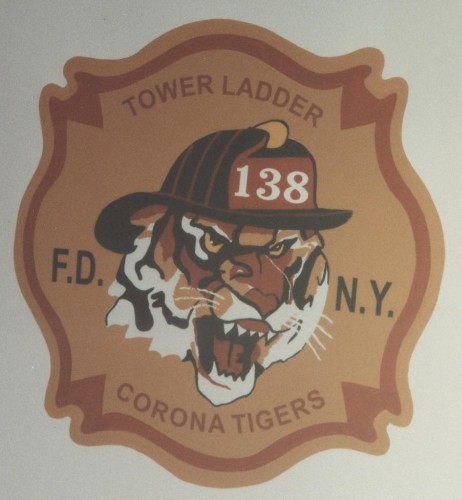 TOWER LADDER
138
F.D. N.Y.
CORONA TIGERS